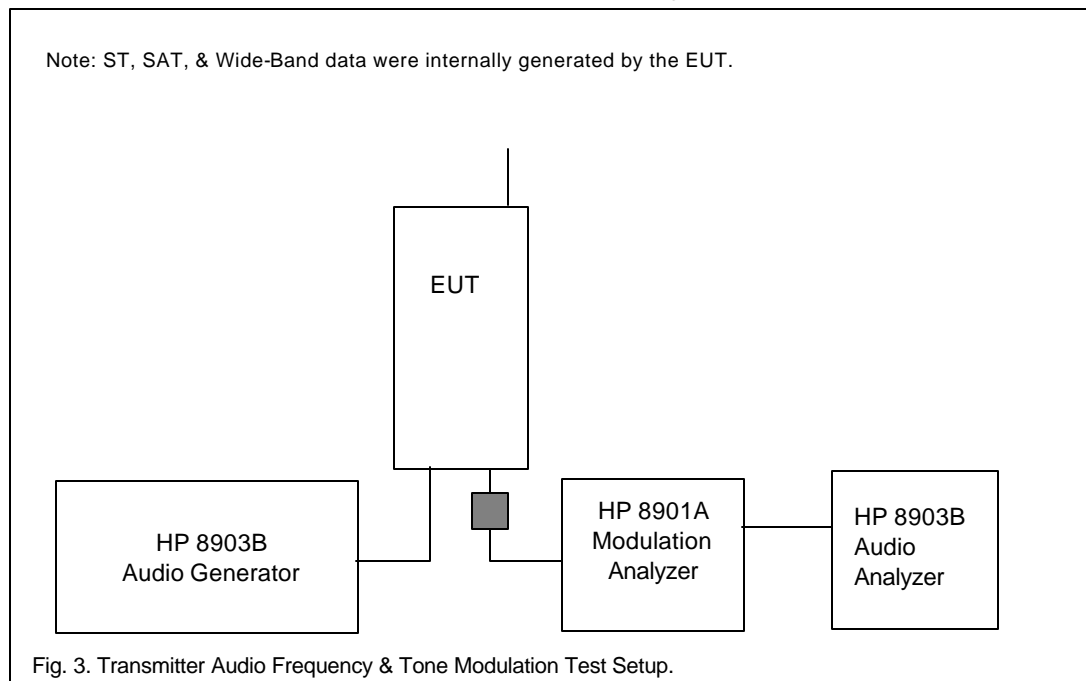 Note: ST, SAT, & Wide-Band data were internally generated by the EUT.
EUT
HP 8903B
Audio Generator
HP 8901A
Modulation
Analyzer
HP 8903B
Audio
Analyzer
Fig. 3. Transmitter Audio Frequency & Tone Modulation Test Setup.